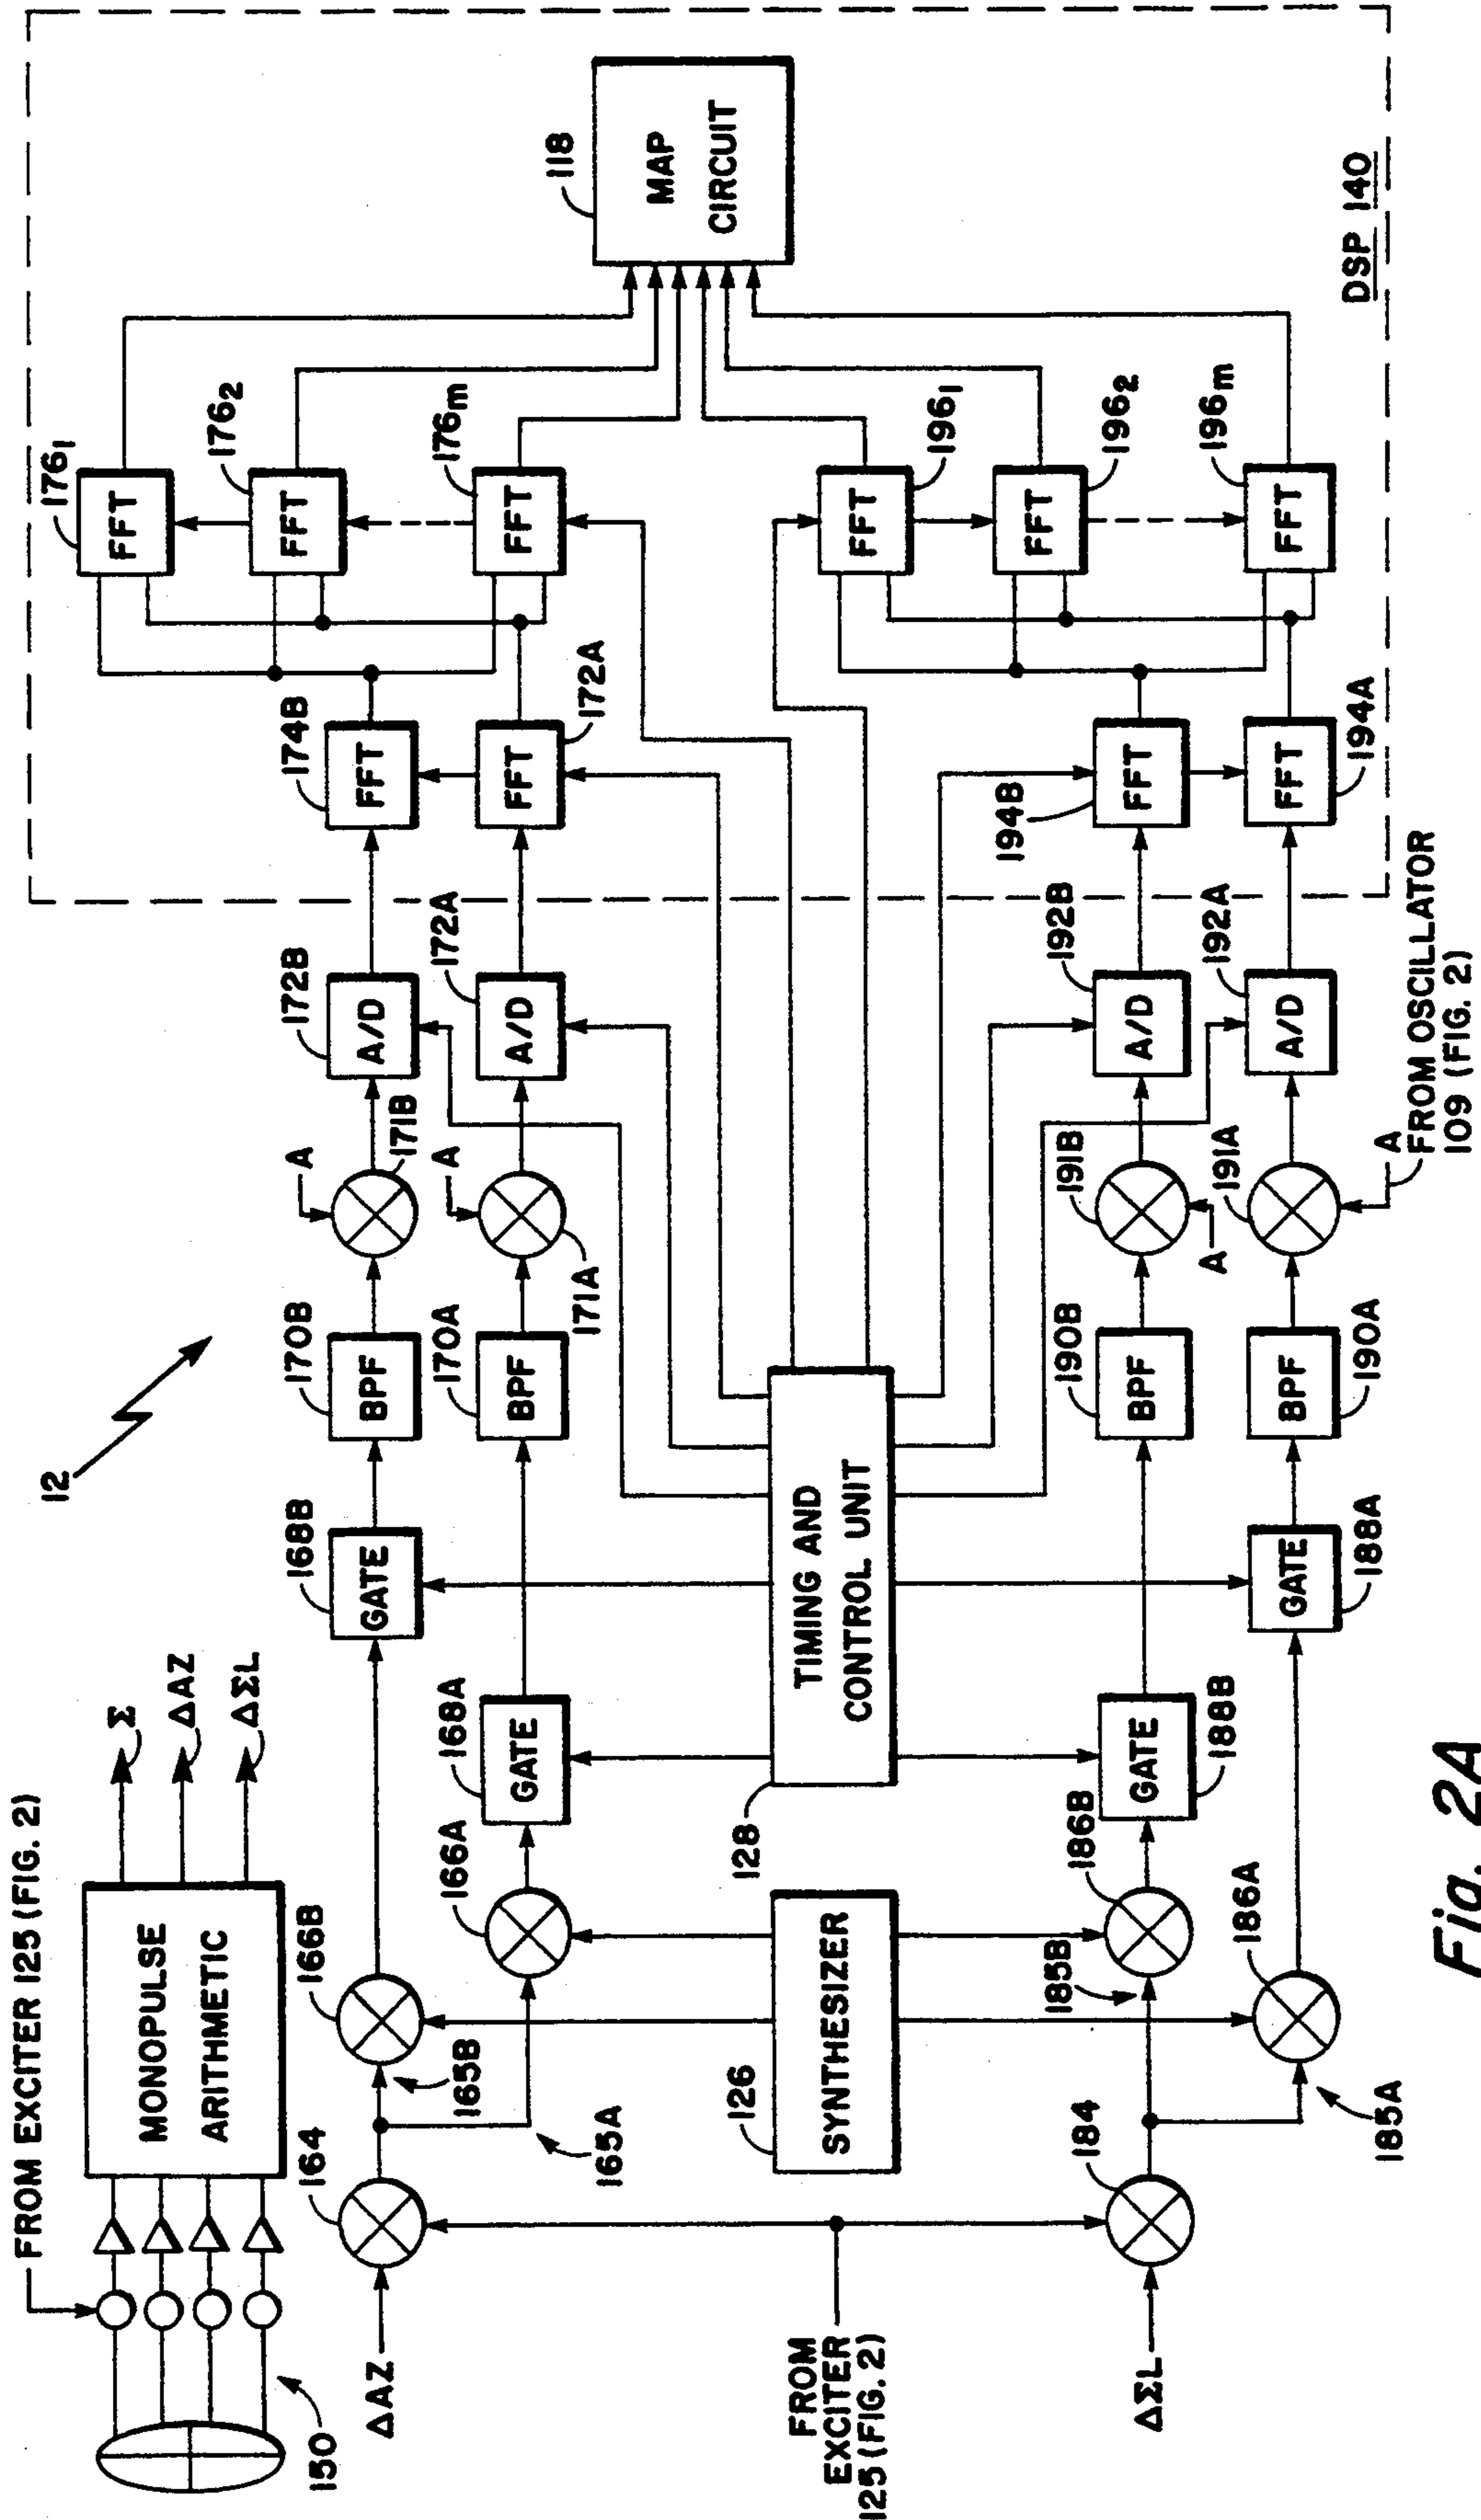 FROM EXCITER 125 (FIG. 2)
MONOPULSE
ARITHMETIC
Σ
ΔAZ
ΔΣL
150
12
ΔAZ
164
165B
165A
166B
166A
168B
GATE
168A
GATE
170B
BPF
170A
BPF
A
171B
A
171A
172B
A/D
172A
A/D
174B
FFT
172A
FFT
176₁
FFT
176₂
FFT
176m
FFT
118
MAP
CIRCUIT
FROM
EXCITER
125 (FIG. 2)
126
SYNTHESIZER
128
TIMING AND
CONTROL UNIT
ΔΣL
184
185B
185A
186B
186A
GATE
188B
GATE
188A
190B
BPF
BPF
190A
191B
A
191A
A
FROM OSCILLATOR
109 (FIG. 2)
192B
A/D
192A
A/D
194B
FFT
FFT
194A
FFT
196₁
FFT
196₂
FFT
196m
DSP 140
Fig. 2A